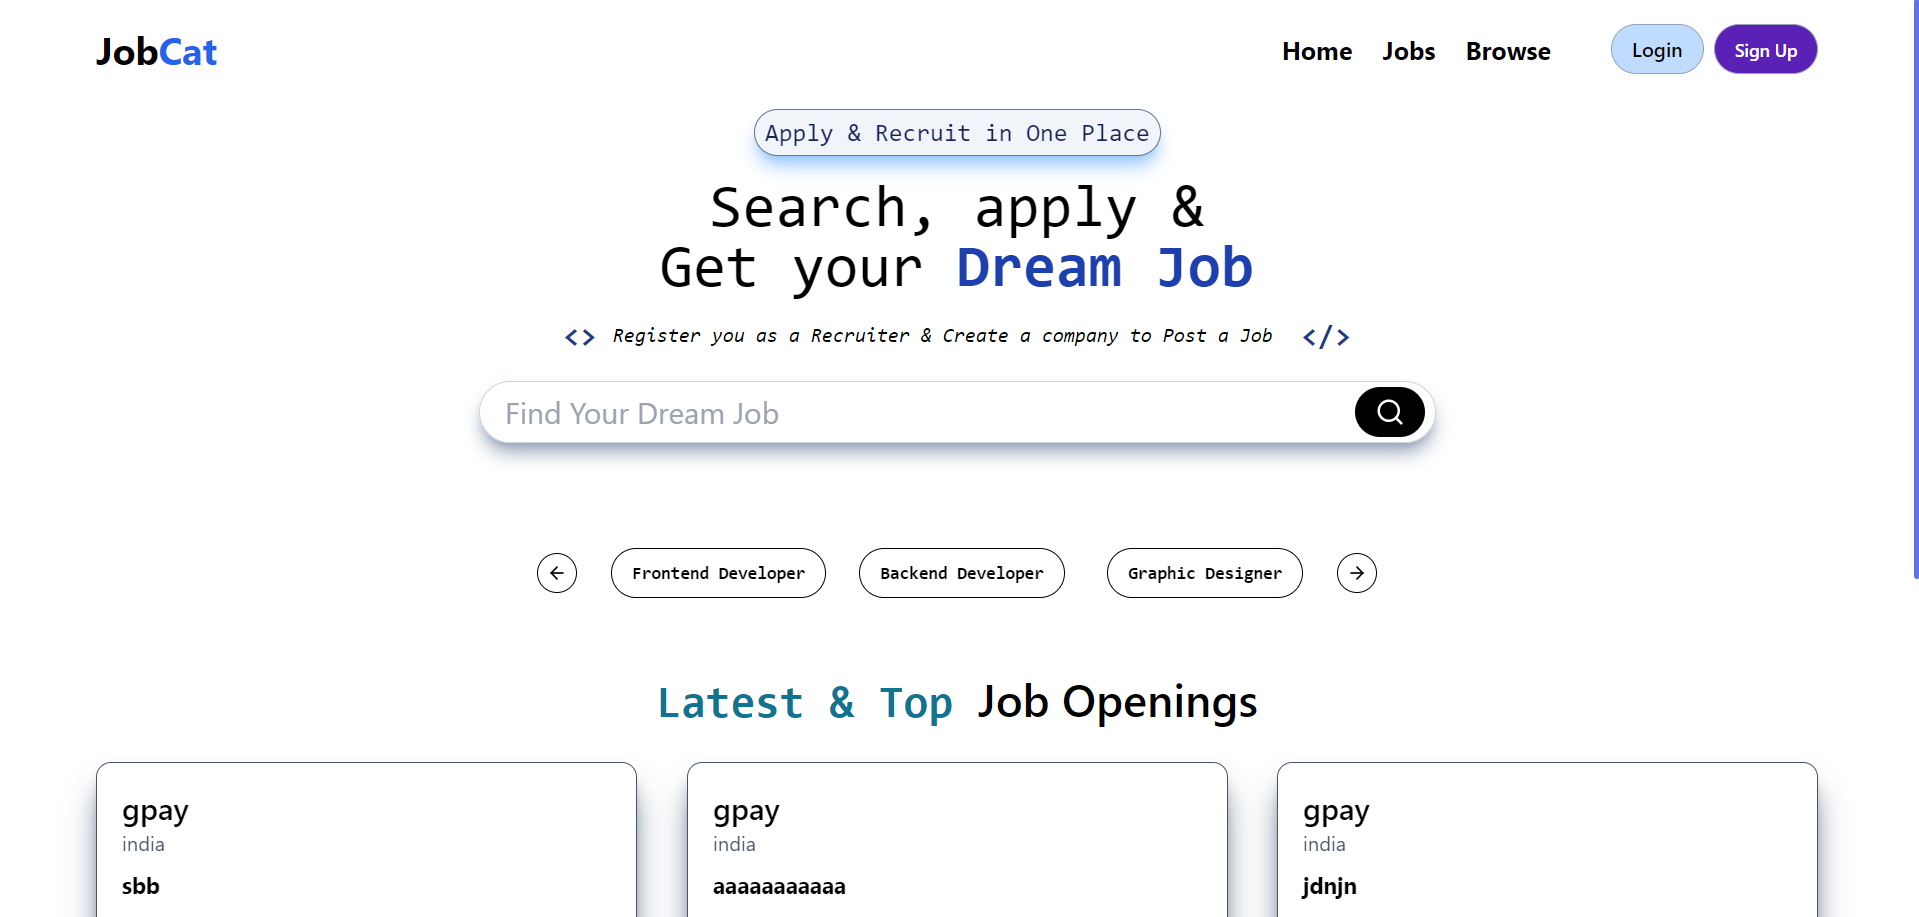 JobCat
Home Jobs Browse Login Sign Up
Apply & Recruit in One Place
Search, apply &
Get your Dream Job
<> Register you as a Recruiter & Create a company to Post a Job </>
Find Your Dream Job
Frontend Developer Backend Developer Graphic Designer
Latest & Top Job Openings
gpay gpay gpay
india india india
sbb aaaaaaaaaaa jdnjn